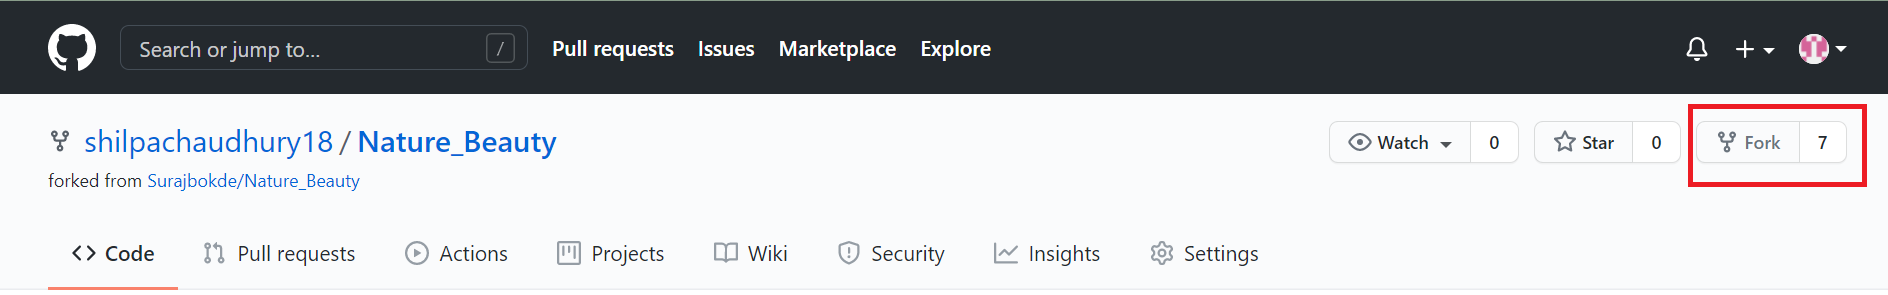 Search or jump to... / Pull requests Issues Marketplace Explore
shilpachaudhury18 / Nature_Beauty Watch 0 Star 0 Fork 7
forked from Surajbokde/Nature_Beauty
<> Code Pull requests Actions Projects Wiki Security Insights Settings